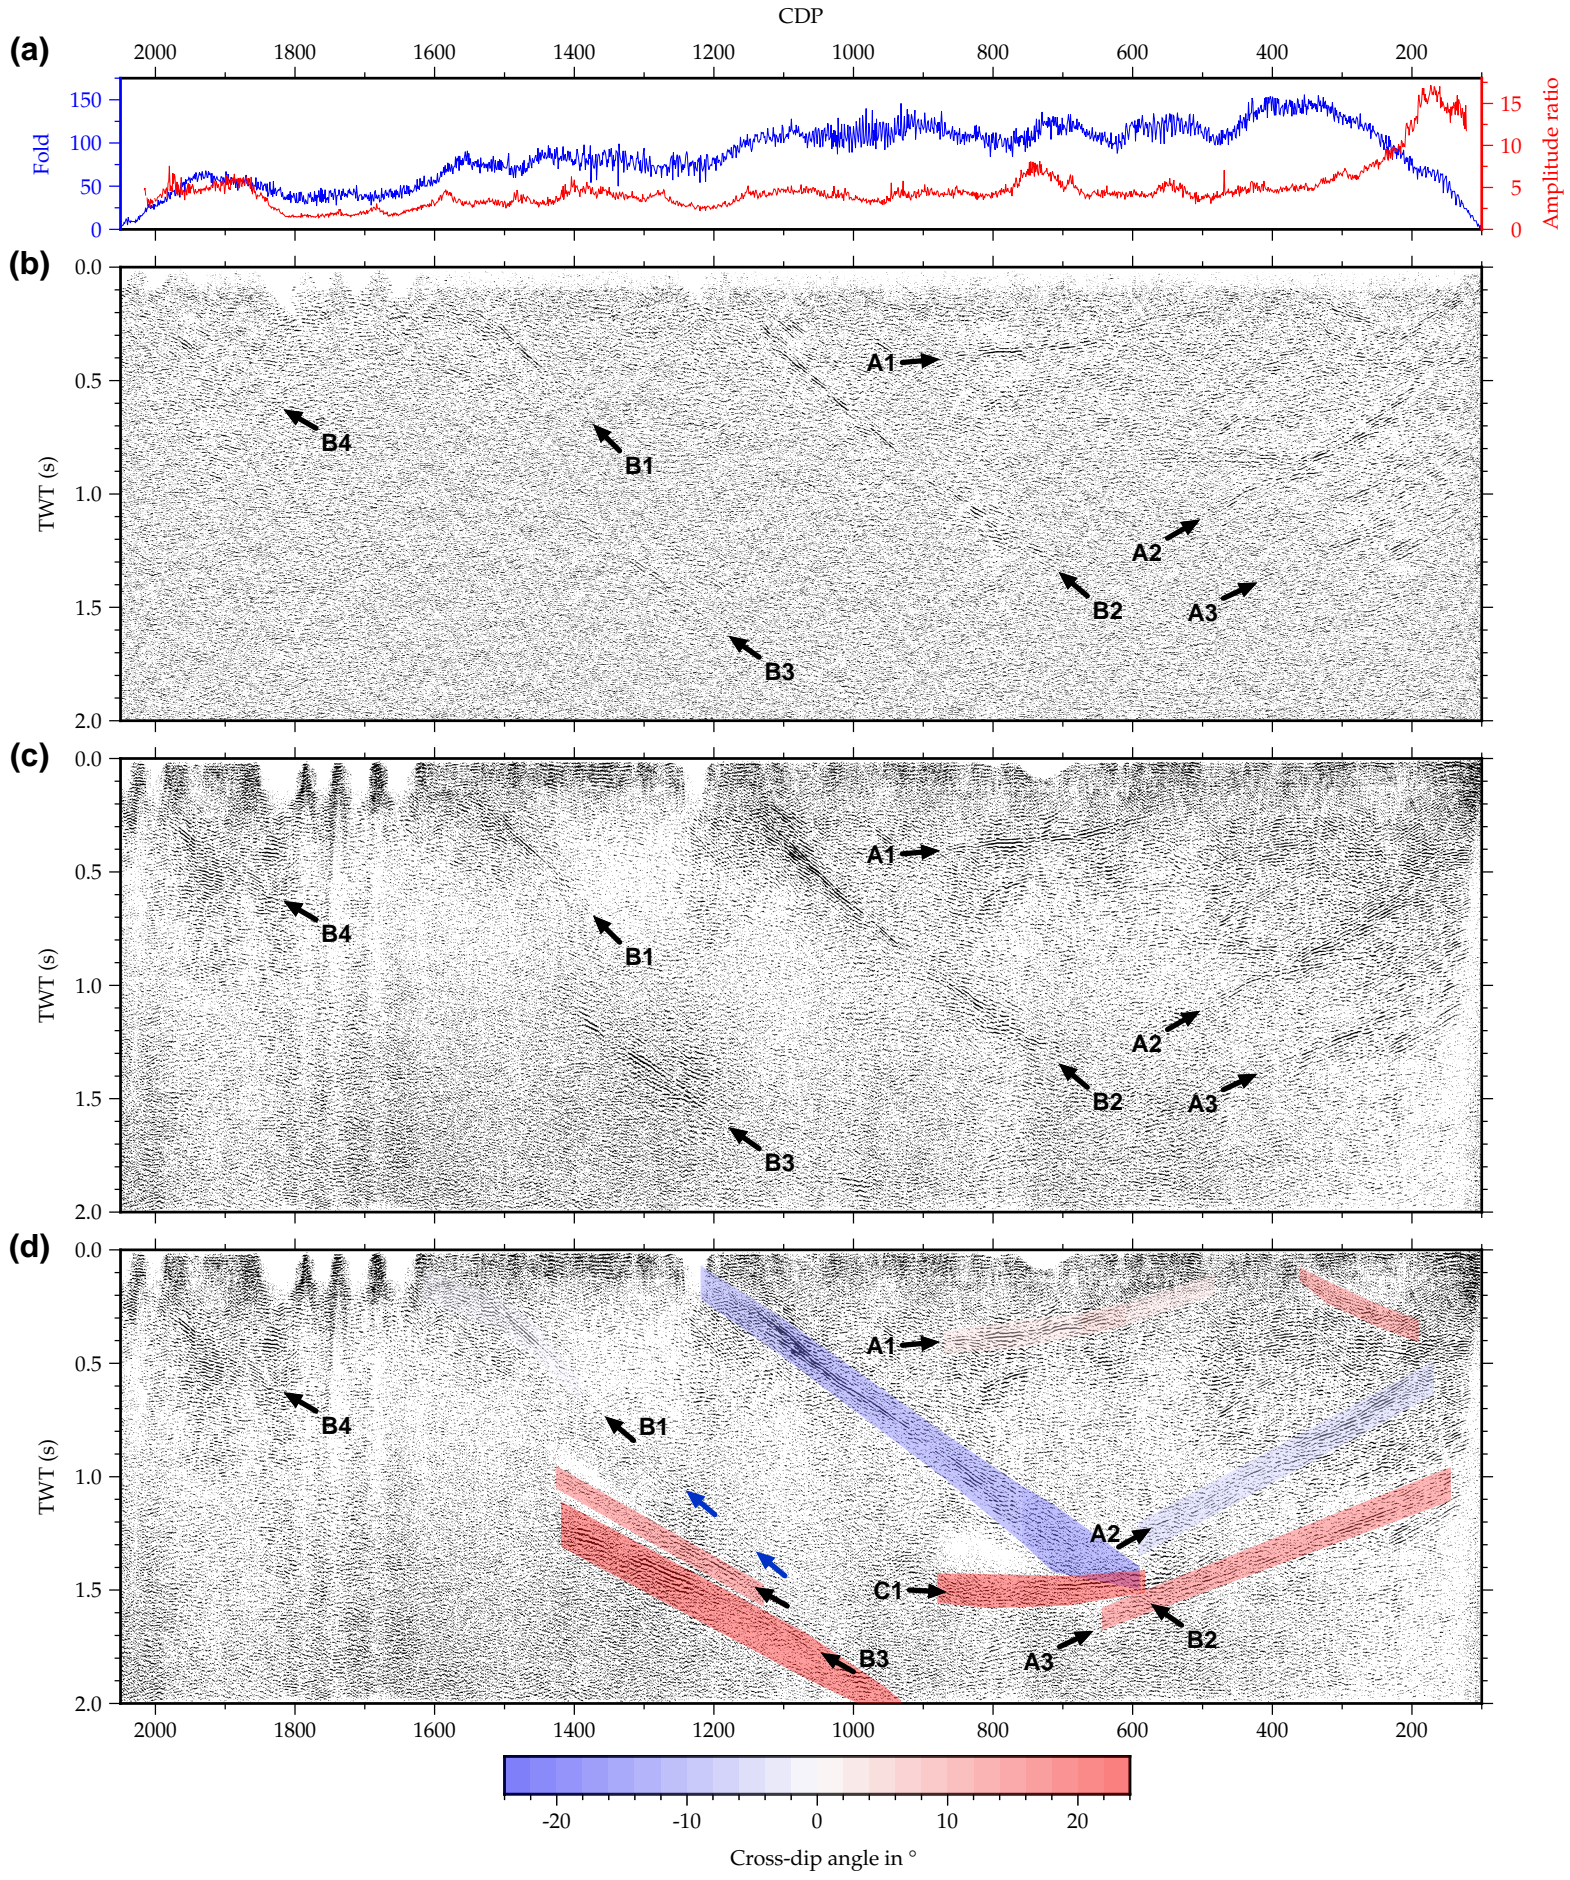 CDP
(a)
2000 1800 1600 1400 1200 1000 800 600 400 200
150
100
50
0
Fold
15
10
5
0
Amplitude ratio
(b)
0.0
0.5
1.0
1.5
2.0
TWT (s)
A1
B4
B1
A2
B2
A3
B3
(c)
0.0
0.5
1.0
1.5
2.0
TWT (s)
A1
B4
B1
A2
B2
A3
B3
(d)
0.0
0.5
1.0
1.5
2.0
TWT (s)
A1
B4
B1
A2
C1
B2
B3
A3
2000 1800 1600 1400 1200 1000 800 600 400 200
-20 -10 0 10 20
Cross-dip angle in °